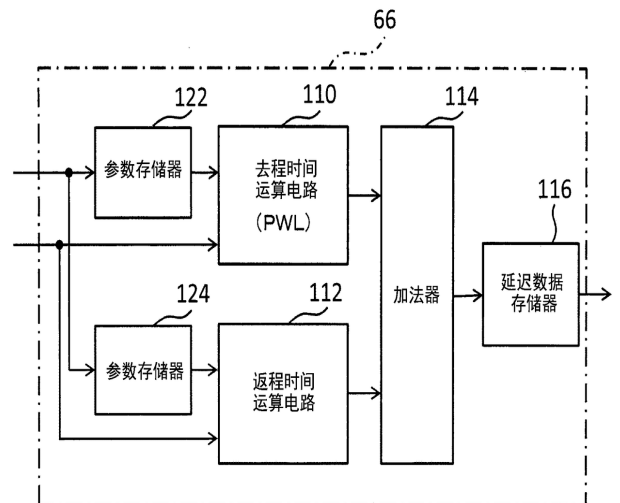 66
122
110
114
参数存储器
去程时间
运算电路
(PWL)
116
加法器
延迟数据
存储器
124
112
参数存储器
返程时间
运算电路